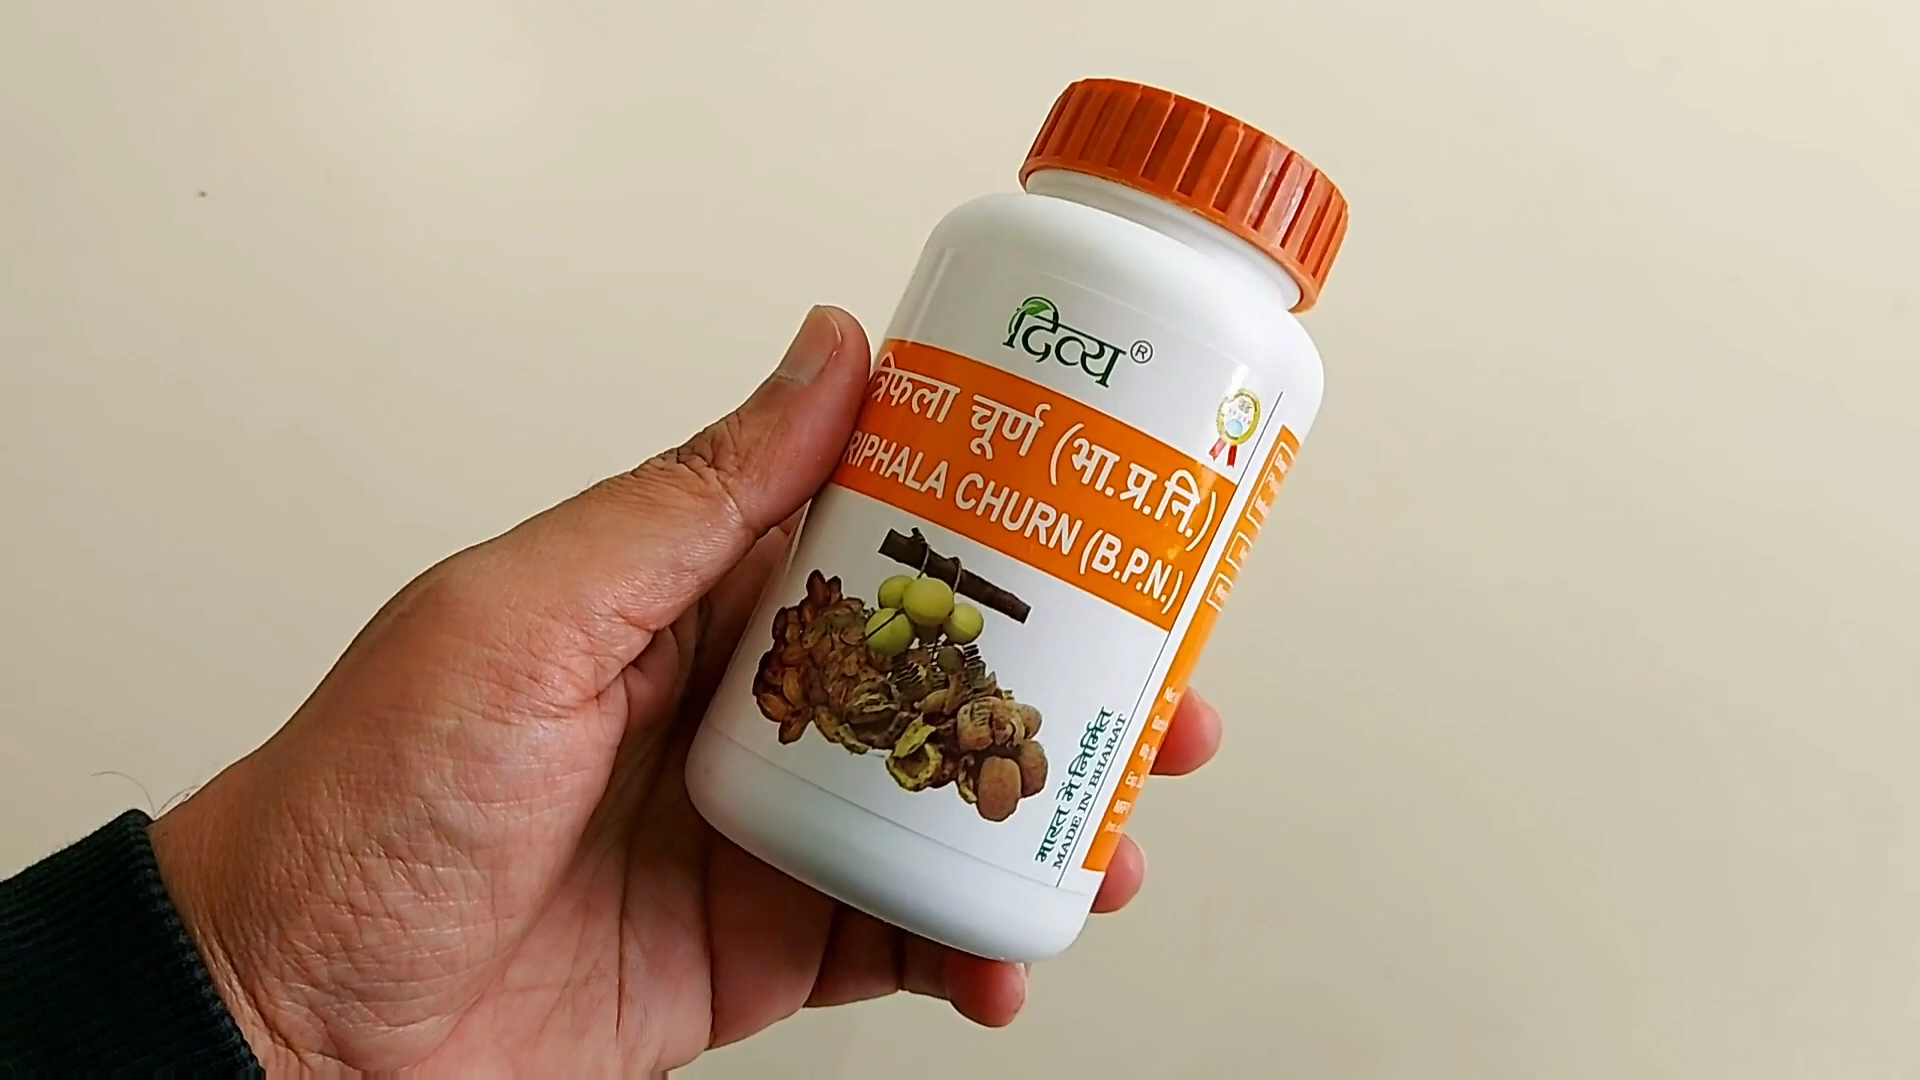 दिव्य®
त्रिफला चूर्ण (भा.प्र.नि.)
RIPHALA CHURN (B.P.N.)
भारत में निर्मित
MADE IN BHARAT